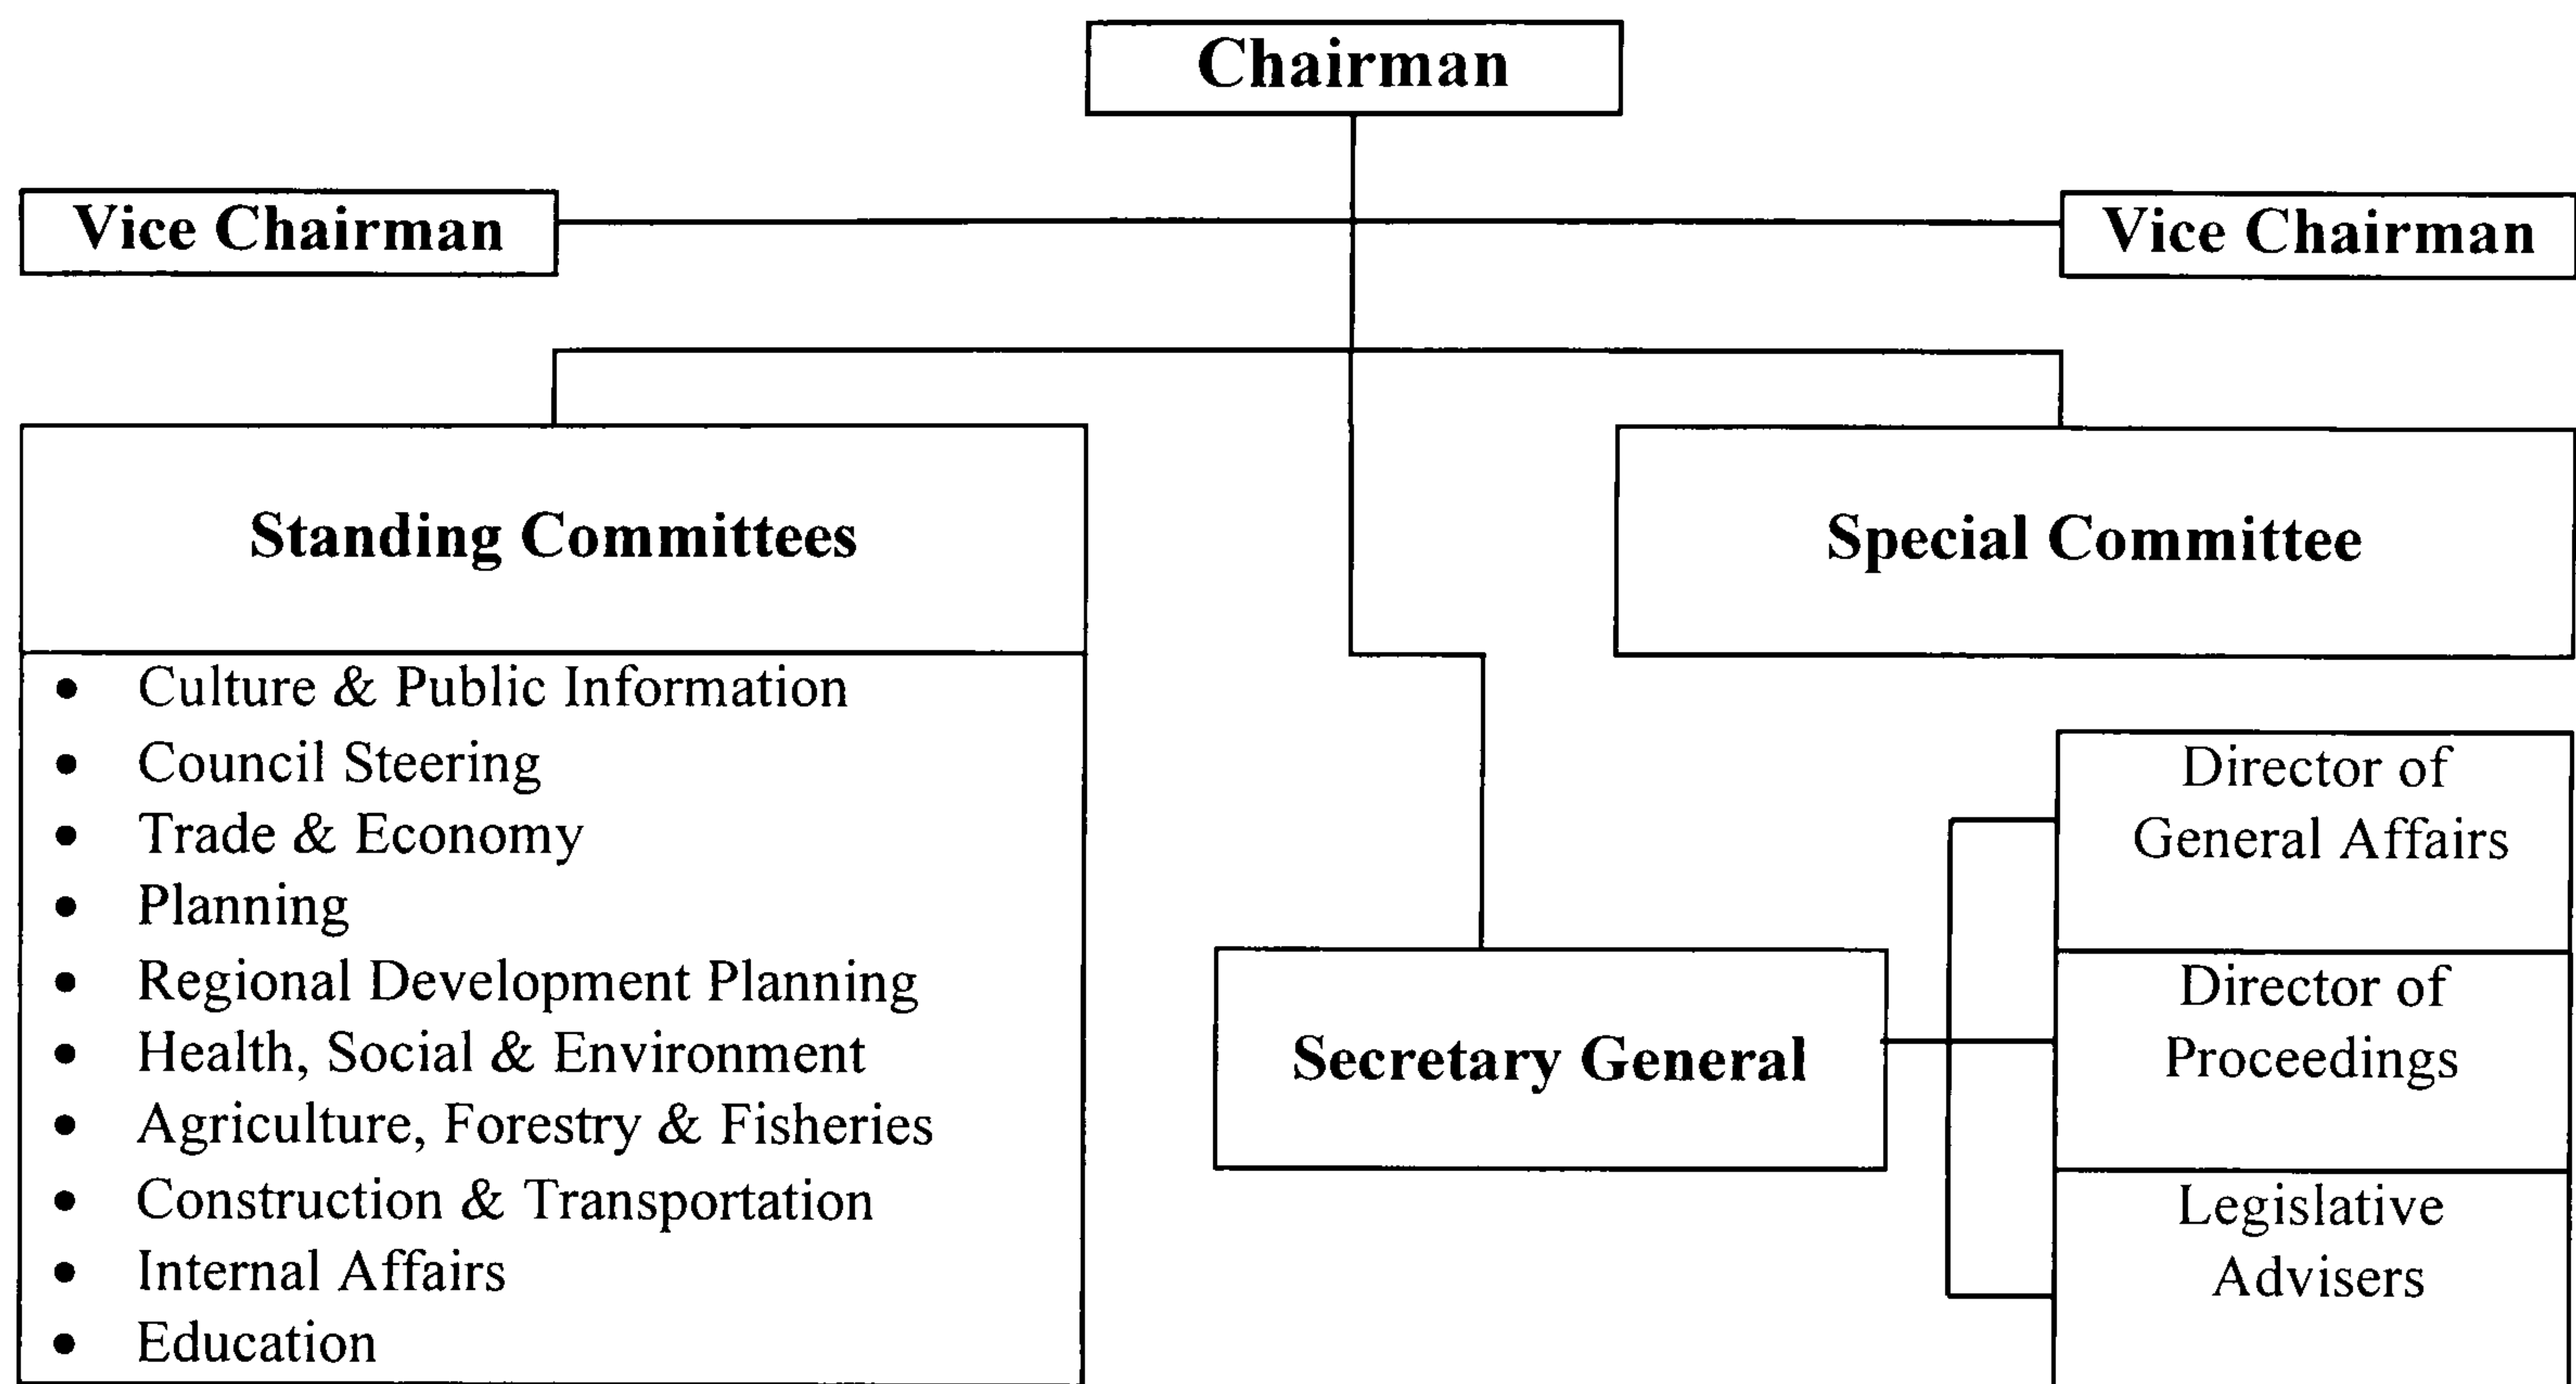 Chairman
Vice Chairman
Vice Chairman
Standing Committees
Special Committee
• Culture & Public Information
• Council Steering
• Trade & Economy
• Planning
• Regional Development Planning
• Health, Social & Environment
• Agriculture, Forestry & Fisheries
• Construction & Transportation
• Internal Affairs
• Education
Secretary General
Director of
General Affairs
Director of
Proceedings
Legislative
Advisers